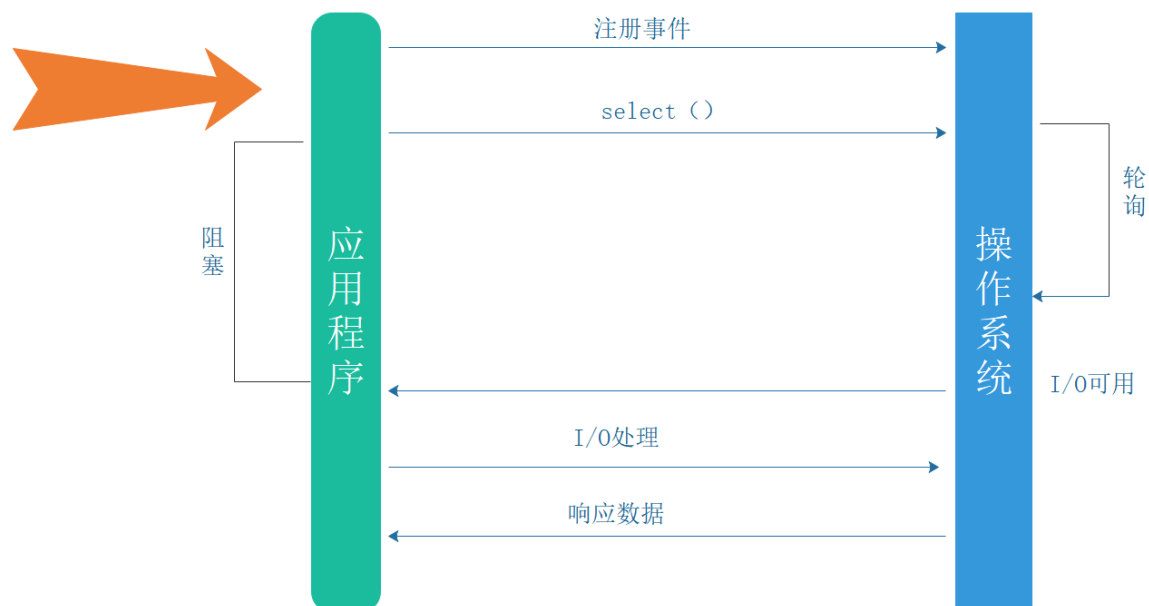 注册事件
select（）
轮询
阻塞
应用程序
操作系统
I/O可用
I/O处理
响应数据